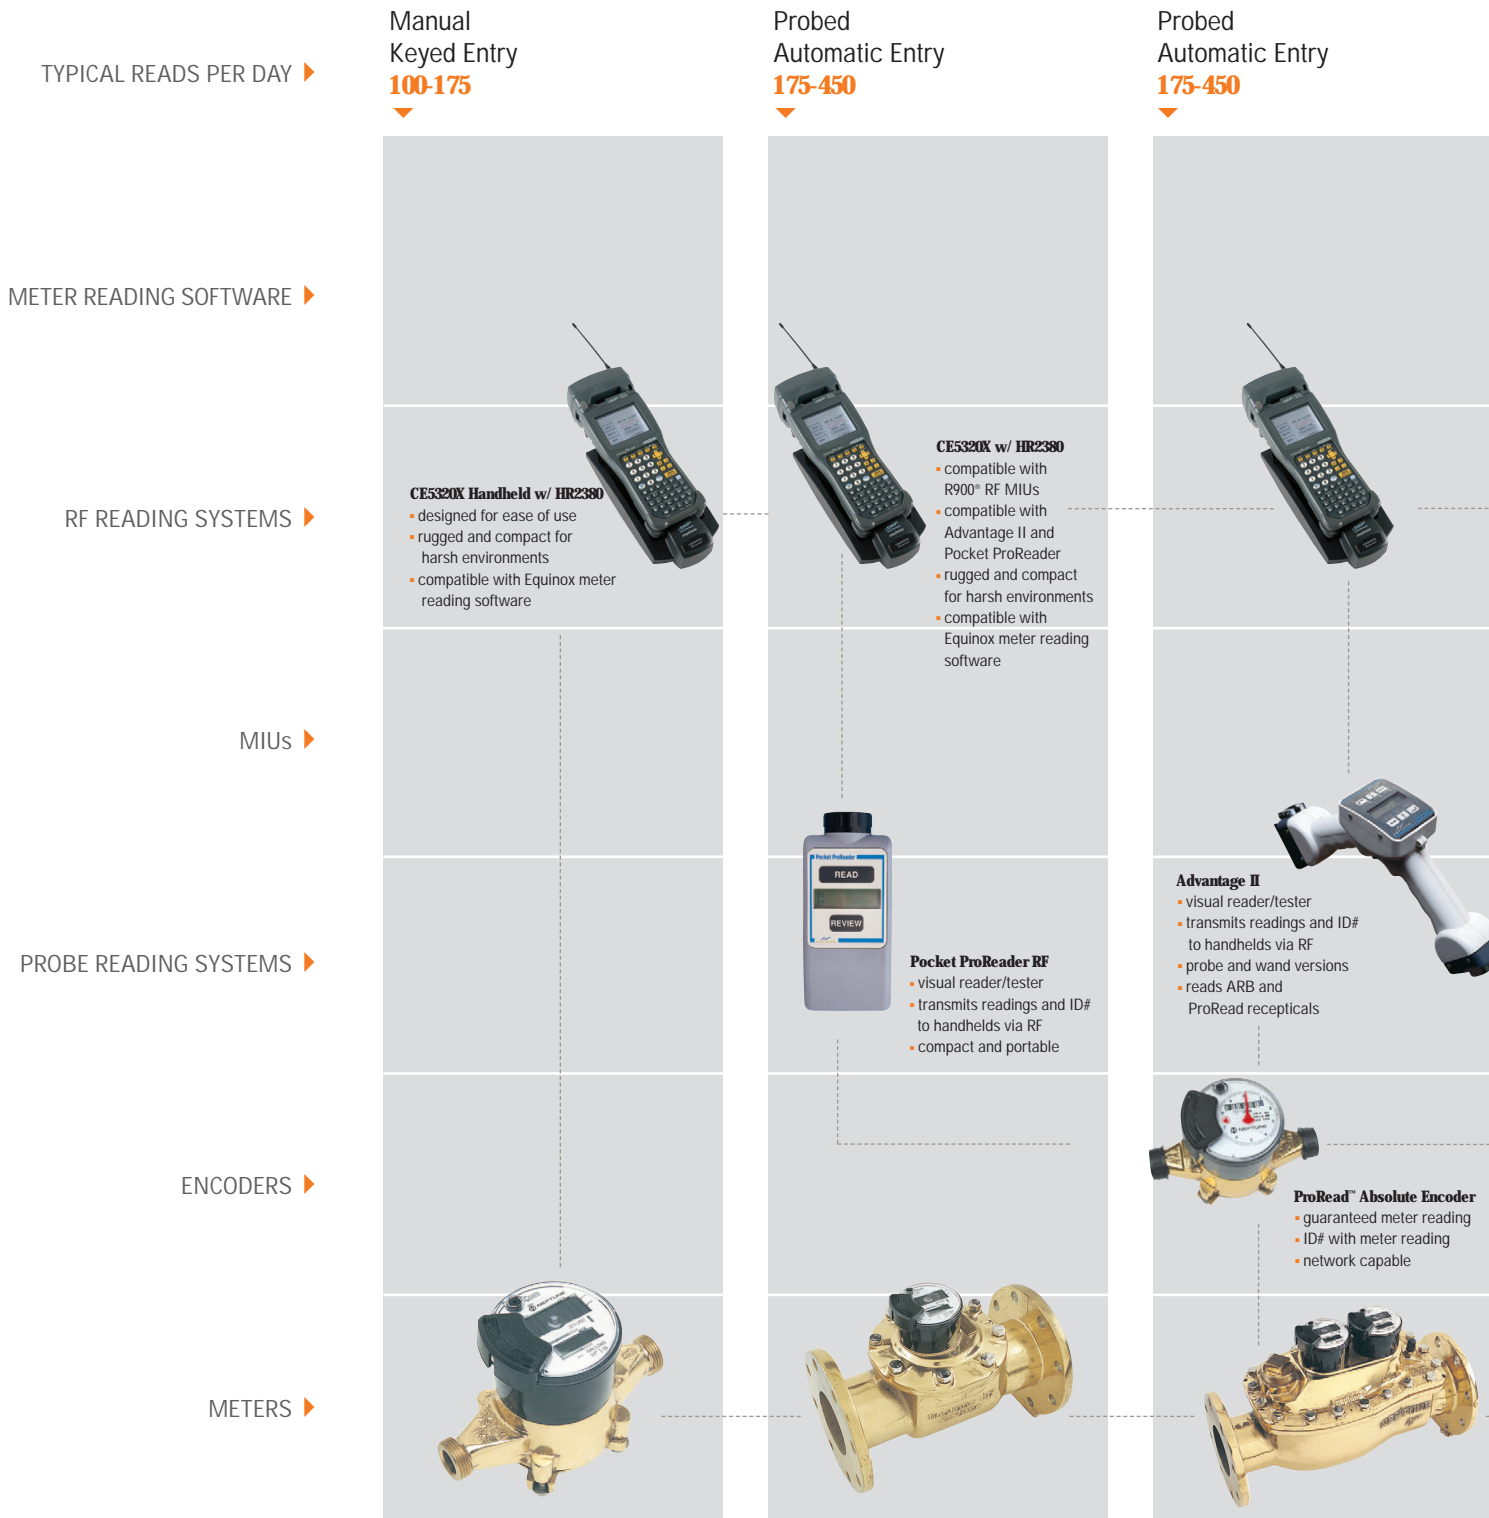 Manual
Keyed Entry
100-175
Probed
Automatic Entry
175-450
Probed
Automatic Entry
175-450
TYPICAL READS PER DAY
METER READING SOFTWARE
RF READING SYSTEMS
CE5320X Handheld w/ HR2380
▪ designed for ease of use
▪ rugged and compact for
harsh environments
▪ compatible with Equinox meter
reading software
CE5320X w/ HR2380
▪ compatible with
R900® RF MIUs
▪ compatible with
Advantage II and
Pocket ProReader
▪ rugged and compact
for harsh environments
▪ compatible with
Equinox meter reading
software
MIUs
PROBE READING SYSTEMS
Pocket ProReader
READ
REVIEW
Pocket ProReader RF
▪ visual reader/tester
▪ transmits readings and ID#
to handhelds via RF
▪ compact and portable
Advantage II
▪ visual reader/tester
▪ transmits readings and ID#
to handhelds via RF
▪ probe and wand versions
▪ reads ARB and
ProRead recepticals
ENCODERS
NEPTUNE
ProRead™ Absolute Encoder
▪ guaranteed meter reading
▪ ID# with meter reading
▪ network capable
METERS
NEPTUNE